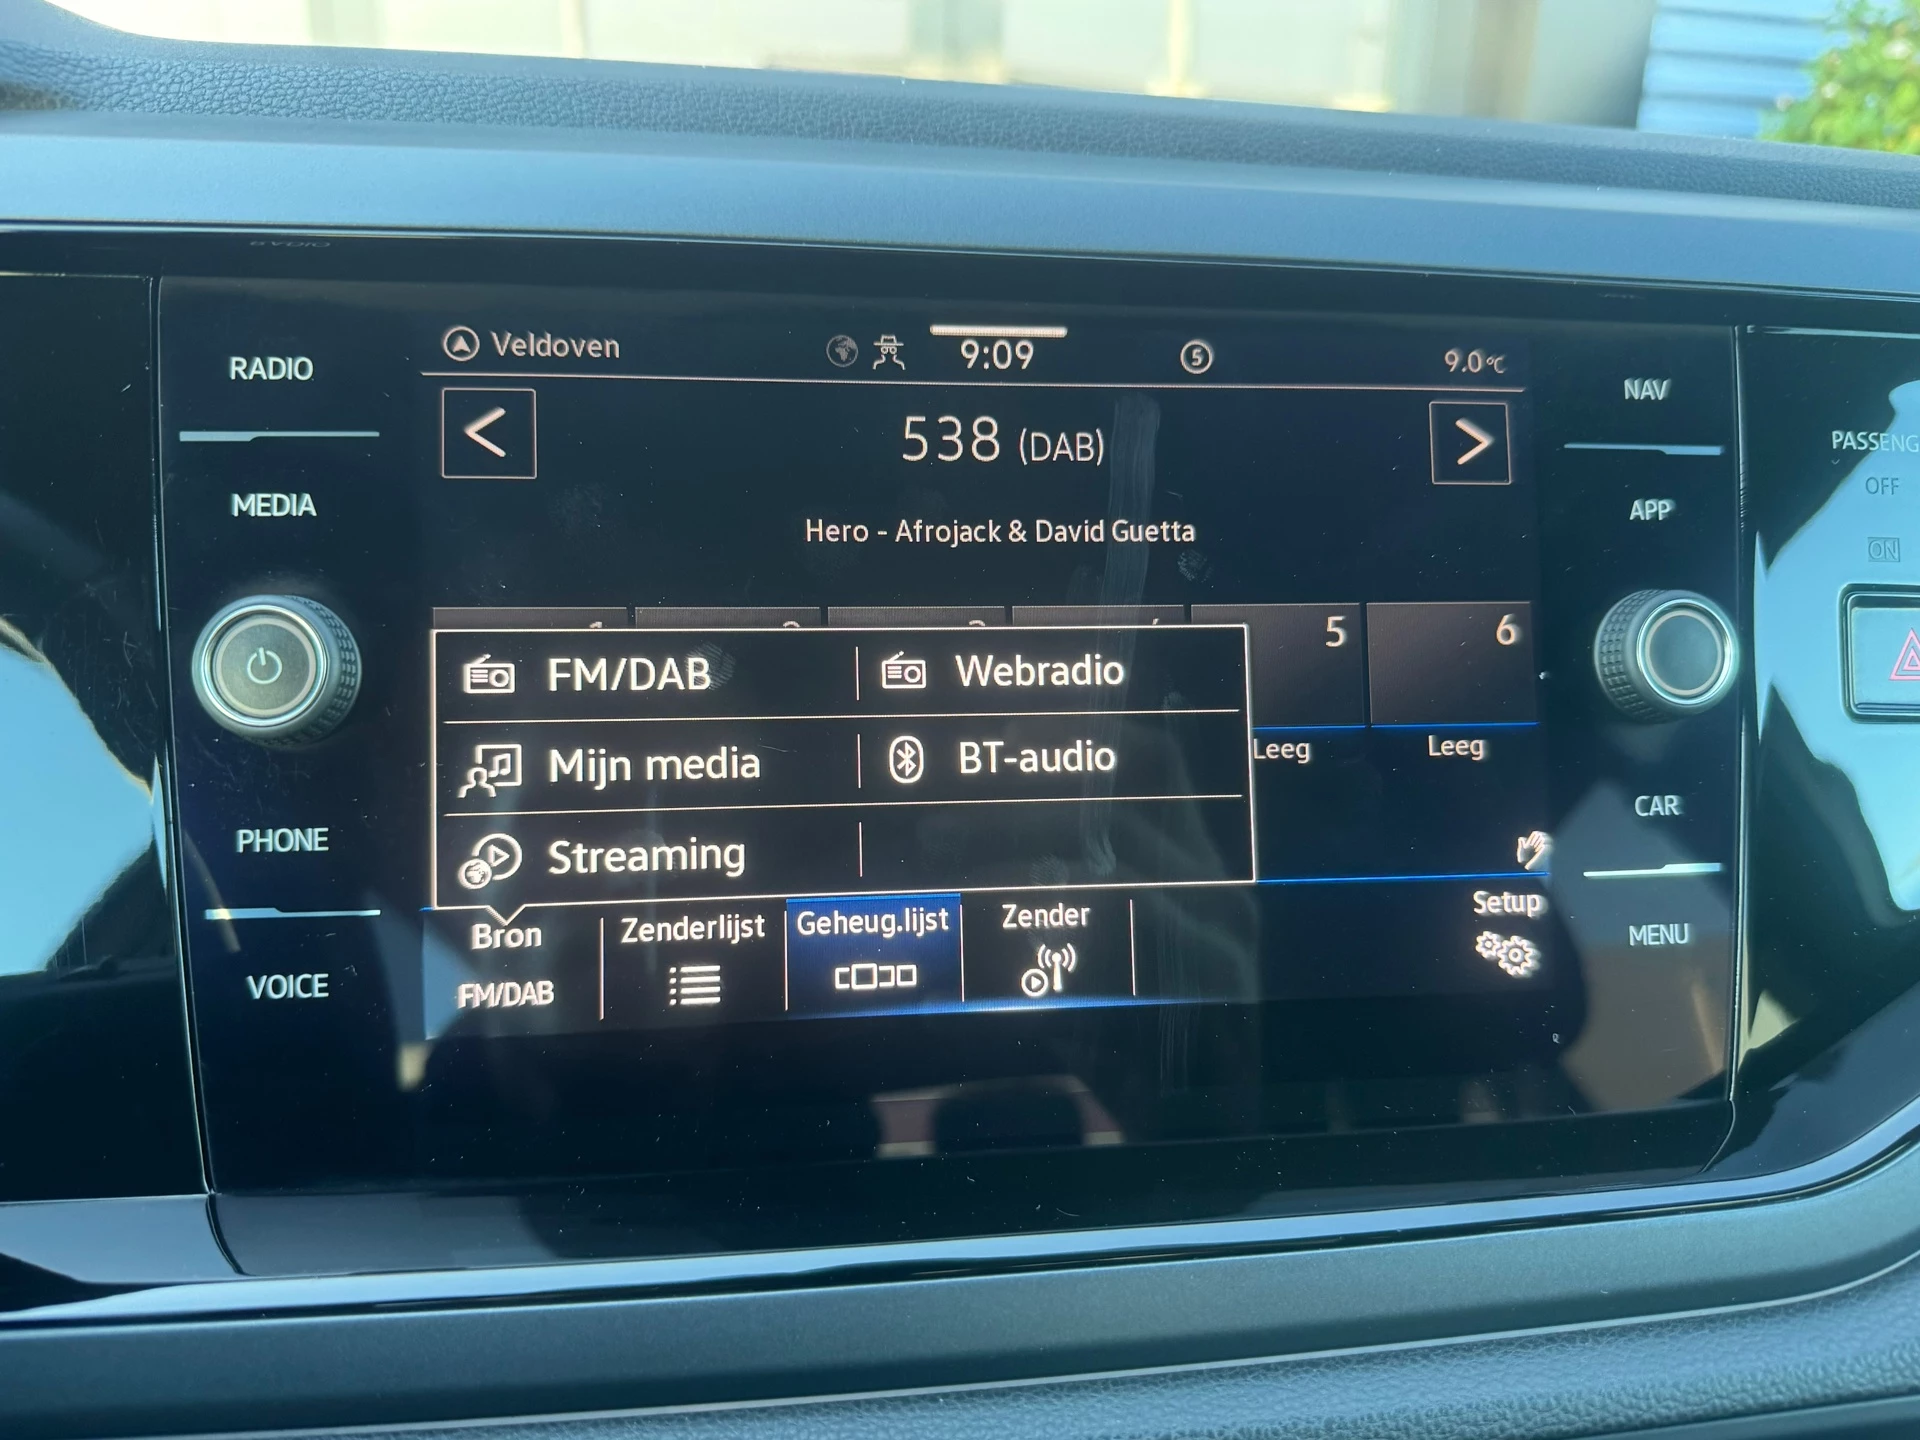 RADIO
MEDIA
PHONE
VOICE
Veldoven
9:09
5
9.0°C
<
538 (DAB)
>
Hero - Afrojack & David Guetta
5
6
FM/DAB
Webradio
Mijn media
BT-audio
Streaming
Leeg
Leeg
Bron
FM/DAB
Zenderlijst
Geheug.lijst
Zender
Setup
NAV
APP
CAR
MENU
PASSENG
OFF
ON